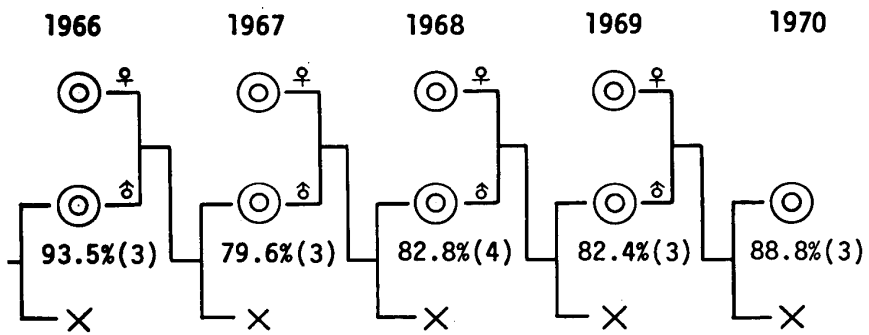 1966 1967 1968 1969 1970
♀ ♀ ♀ ♀
♂ ♂ ♂ ♂
93.5%(3) 79.6%(3) 82.8%(4) 82.4%(3) 88.8%(3)
× × × × ×